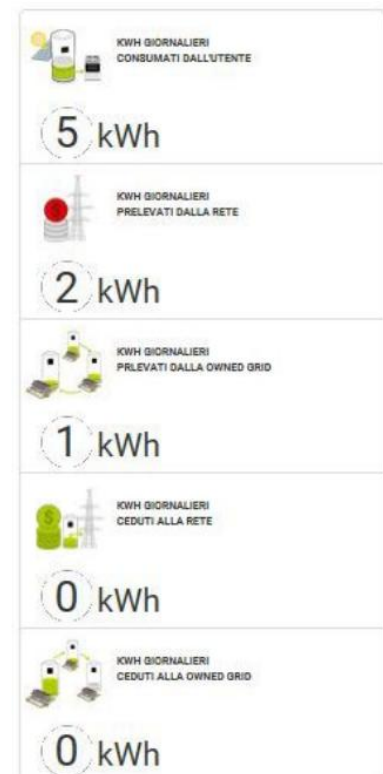 KWH GIORNALIERI
CONSUMATI DALL'UTENTE
5 kWh
KWH GIORNALIERI
PRELEVATI DALLA RETE
2 kWh
KWH GIORNALIERI
PRLEVATI DALLA OWNED GRID
1 kWh
KWH GIORNALIERI
CEDUTI ALLA RETE
0 kWh
KWH GIORNALIERI
CEDUTI ALLA OWNED GRID
0 kWh